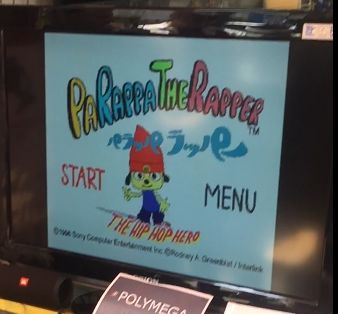 PARAPPA THE RAPPER TM
パラッパラッパー
START
MENU
THE HIP HOP HERO
©1996 Sony Computer Entertainment Inc. ©Rodney A. Greenblat / Interlink
POLYMEGA